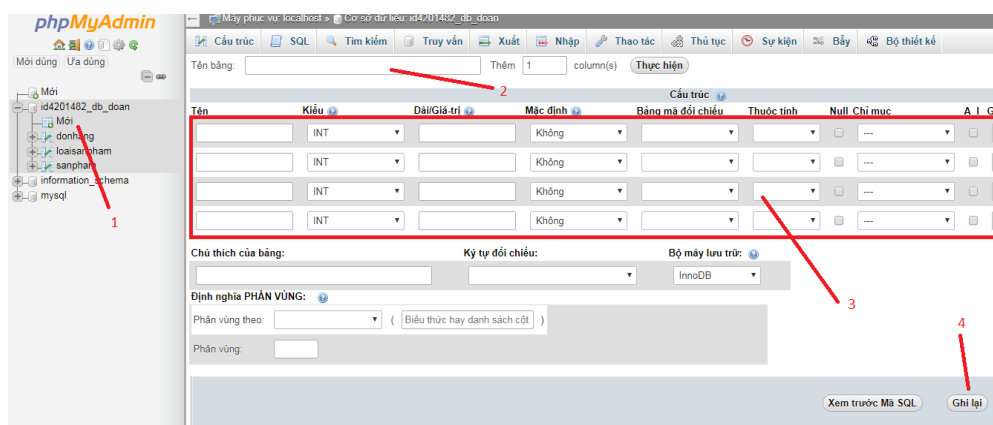 phpMyAdmin
Mới dùng Ưa dùng
Mới
id4201482_db_doan
Mới
donhang
loaisanpham
sanpham
information_schema
mysql
1
Máy phục vụ: localhost » Cơ sở dữ liệu: id4201482_db_doan
Cấu trúc SQL Tìm kiếm Truy vấn Xuất Nhập Thao tác Thủ tục Sự kiện Bẫy Bộ thiết kế
Tên bảng: Thêm 1 column(s) Thực hiện
2
Cấu trúc
Tên Kiểu Dài/Giá-trị Mặc định Bảng mã đối chiếu Thuộc tính Null Chỉ mục A_I G
INT Không ---
INT Không ---
INT Không ---
INT Không ---
Chú thích của bảng: Ký tự đối chiếu: Bộ máy lưu trữ:
InnoDB
Định nghĩa PHÂN VÙNG:
3
Phân vùng theo: ( Biểu thức hay danh sách cột )
4
Phân vùng:
Xem trước Mã SQL Ghi lại